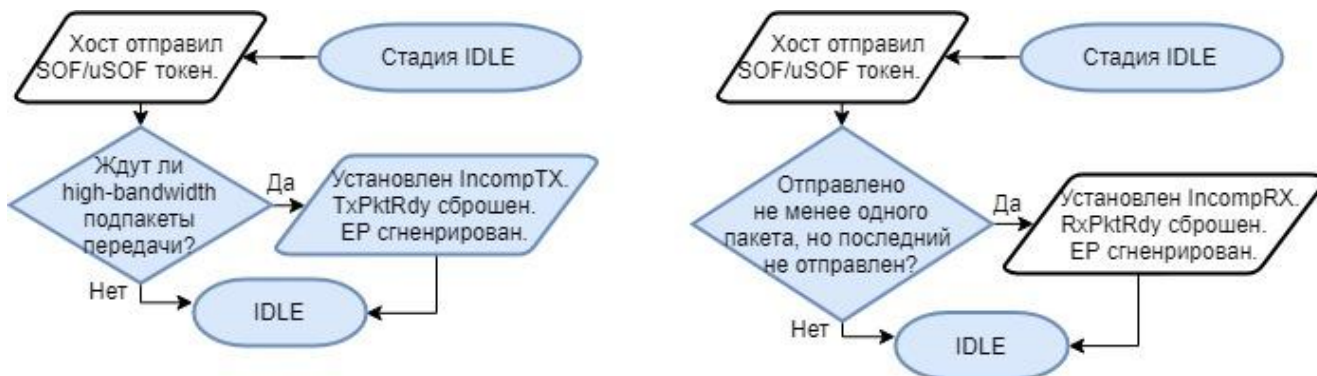 Хост отправил
SOF/uSOF токен.
Стадия IDLE
Ждут ли
high-bandwidth
подпакеты
передачи?
Да
Установлен IncompTX.
TxPktRdy сброшен.
EP сгненрирован.
Нет
IDLE
Хост отправил
SOF/uSOF токен.
Стадия IDLE
Отправлено
не менее одного
пакета, но последний
не отправлен?
Да
Установлен IncompRX.
RxPktRdy сброшен.
EP сгненрирован.
Нет
IDLE